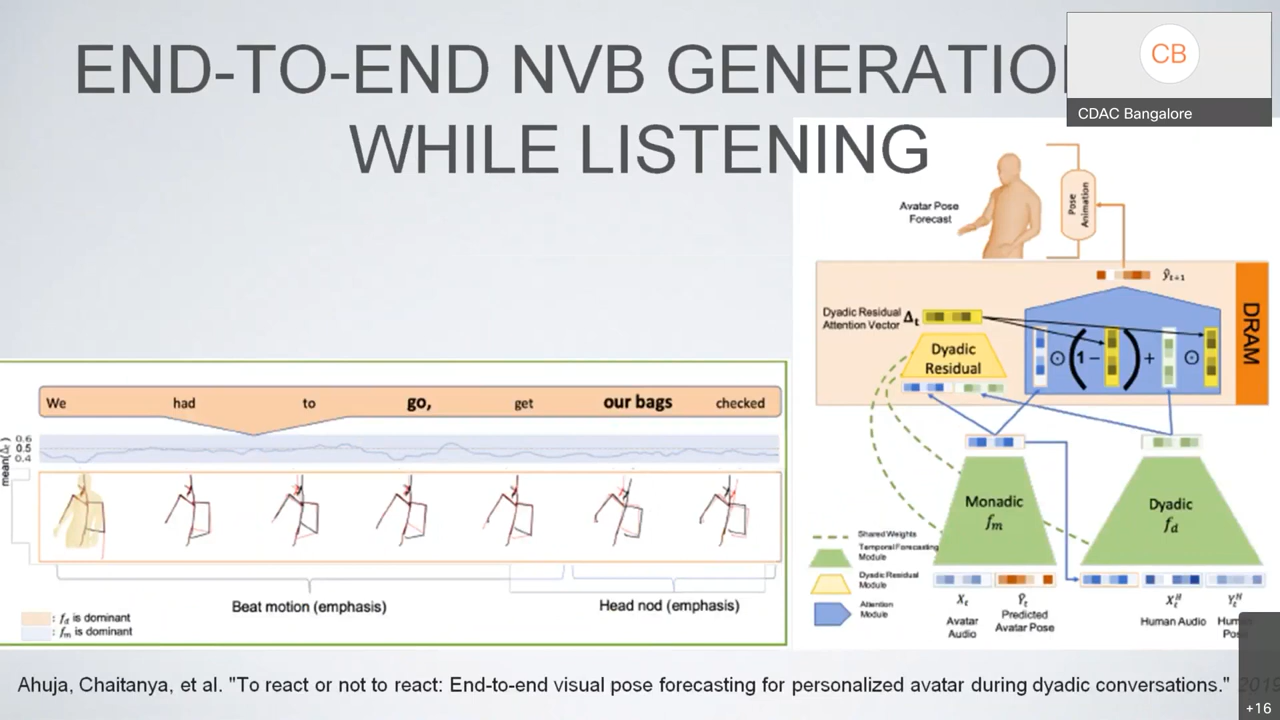 END-TO-END NVB GENERATIO
WHILE LISTENING
CB
CDAC Bangalore
Avatar Pose
Forecast
Pose
Animation
ŷₜ₊₁
Dyadic Residual
Attention Vector
Δₜ
DRAM
Dyadic
Residual
1 −
+
We had to go, get our bags checked
mean(Δₜ)
0.6
0.5
0.4
Monadic
fₘ
Dyadic
f_d
Shared Weights
Temporal Forecasting
Module
Dyadic Residual
Module
Attention
Module
Beat motion (emphasis)
Head nod (emphasis)
: f_d is dominant
: fₘ is dominant
Xₜ
Avatar
Audio
Ŷₜ
Predicted
Avatar Pose
Xₜᴴ
Human Audio
Yₜᴴ
Pose
Ahuja, Chaitanya, et al. "To react or not to react: End-to-end visual pose forecasting for personalized avatar during dyadic conversations." 2019
+16